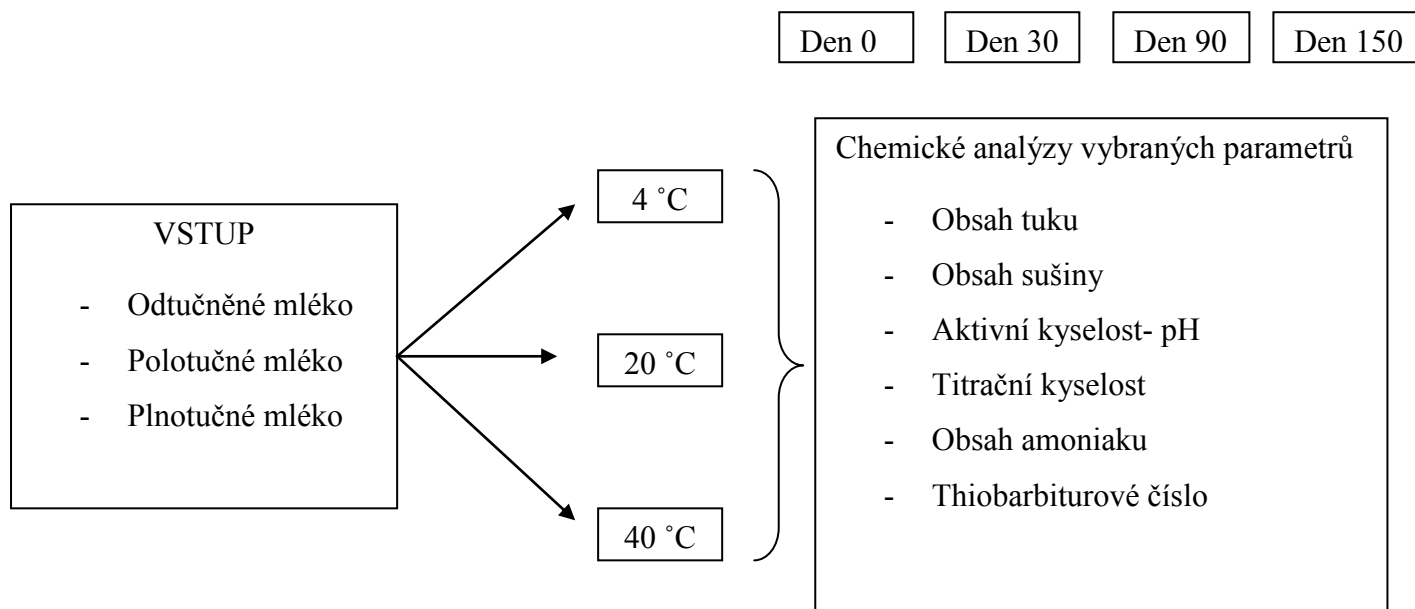 Den 0
Den 30
Den 90
Den 150
VSTUP
- Odtučněné mléko
- Polotučné mléko
- Plnotučné mléko
4 ˚C
20 ˚C
40 ˚C
Chemické analýzy vybraných parametrů
- Obsah tuku
- Obsah sušiny
- Aktivní kyselost- pH
- Titrační kyselost
- Obsah amoniaku
- Thiobarbiturové číslo